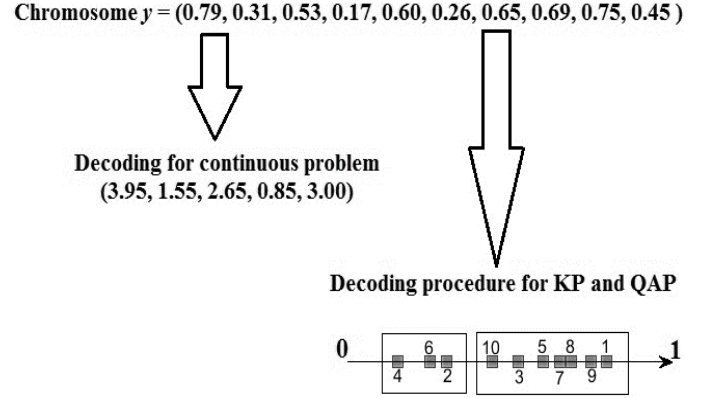 Chromosome y = (0.79, 0.31, 0.53, 0.17, 0.60, 0.26, 0.65, 0.69, 0.75, 0.45 )
Decoding for continuous problem
(3.95, 1.55, 2.65, 0.85, 3.00)
Decoding procedure for KP and QAP
0 6 10 5 8 1 1
4 2 3 7 9